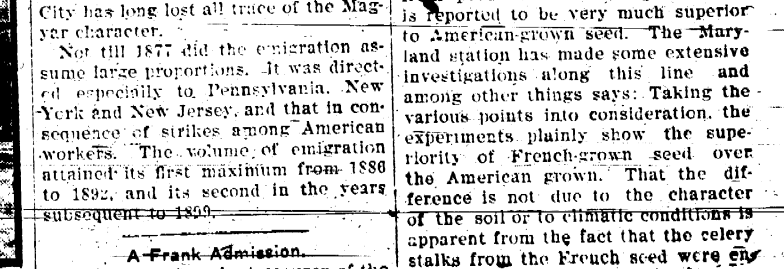 City has long lost all trace of the Mag-
yar character.
Not till 1877 did the emigration as-
sume large proportions. It was direct-
ed especially to Pennsylvania, New
York and New Jersey, and that in con-
sequence of strikes among American
workers. The volume of emigration
attained its first maximum from 1886
to 1892, and its second in the years
subsequent to 1899.
A Frank Admission.
of the
is reported to be very much superior
to American-grown seed. The Mary-
land station has made some extensive
investigations along this line and
among other things says: Taking the
various points into consideration, the
experiments plainly show the supe-
riority of French-grown seed over
the American grown. That the dif-
ference is not due to the character
of the soil or to climatic conditions is
apparent from the fact that the celery
stalks from the French seed were